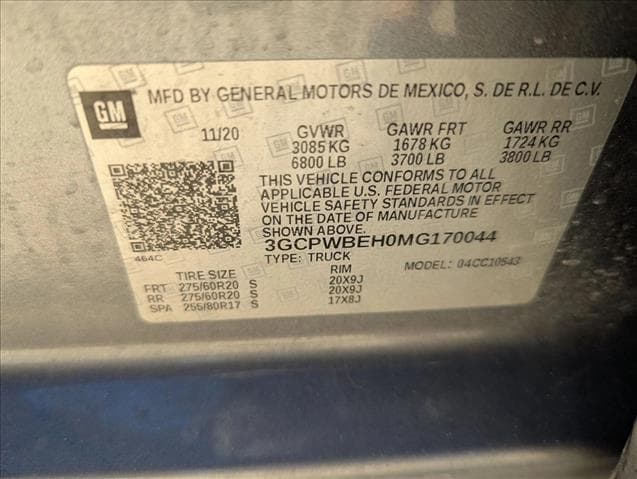 GM
MFD BY GENERAL MOTORS DE MEXICO, S. DE R.L. DE C.V.
11/20 GVWR GAWR FRT GAWR RR
3085 KG 1678 KG 1724 KG
6800 LB 3700 LB 3800 LB
THIS VEHICLE CONFORMS TO ALL
APPLICABLE U.S. FEDERAL MOTOR
VEHICLE SAFETY STANDARDS IN EFFECT
ON THE DATE OF MANUFACTURE
SHOWN ABOVE.
464C
3GCPWBEH0MG170044
TYPE: TRUCK MODEL: 04CC10543
TIRE SIZE RIM
FRT 275/60R20 S 20X9J
RR 275/60R20 S 20X9J
SPA 255/80R17 S 17X8J